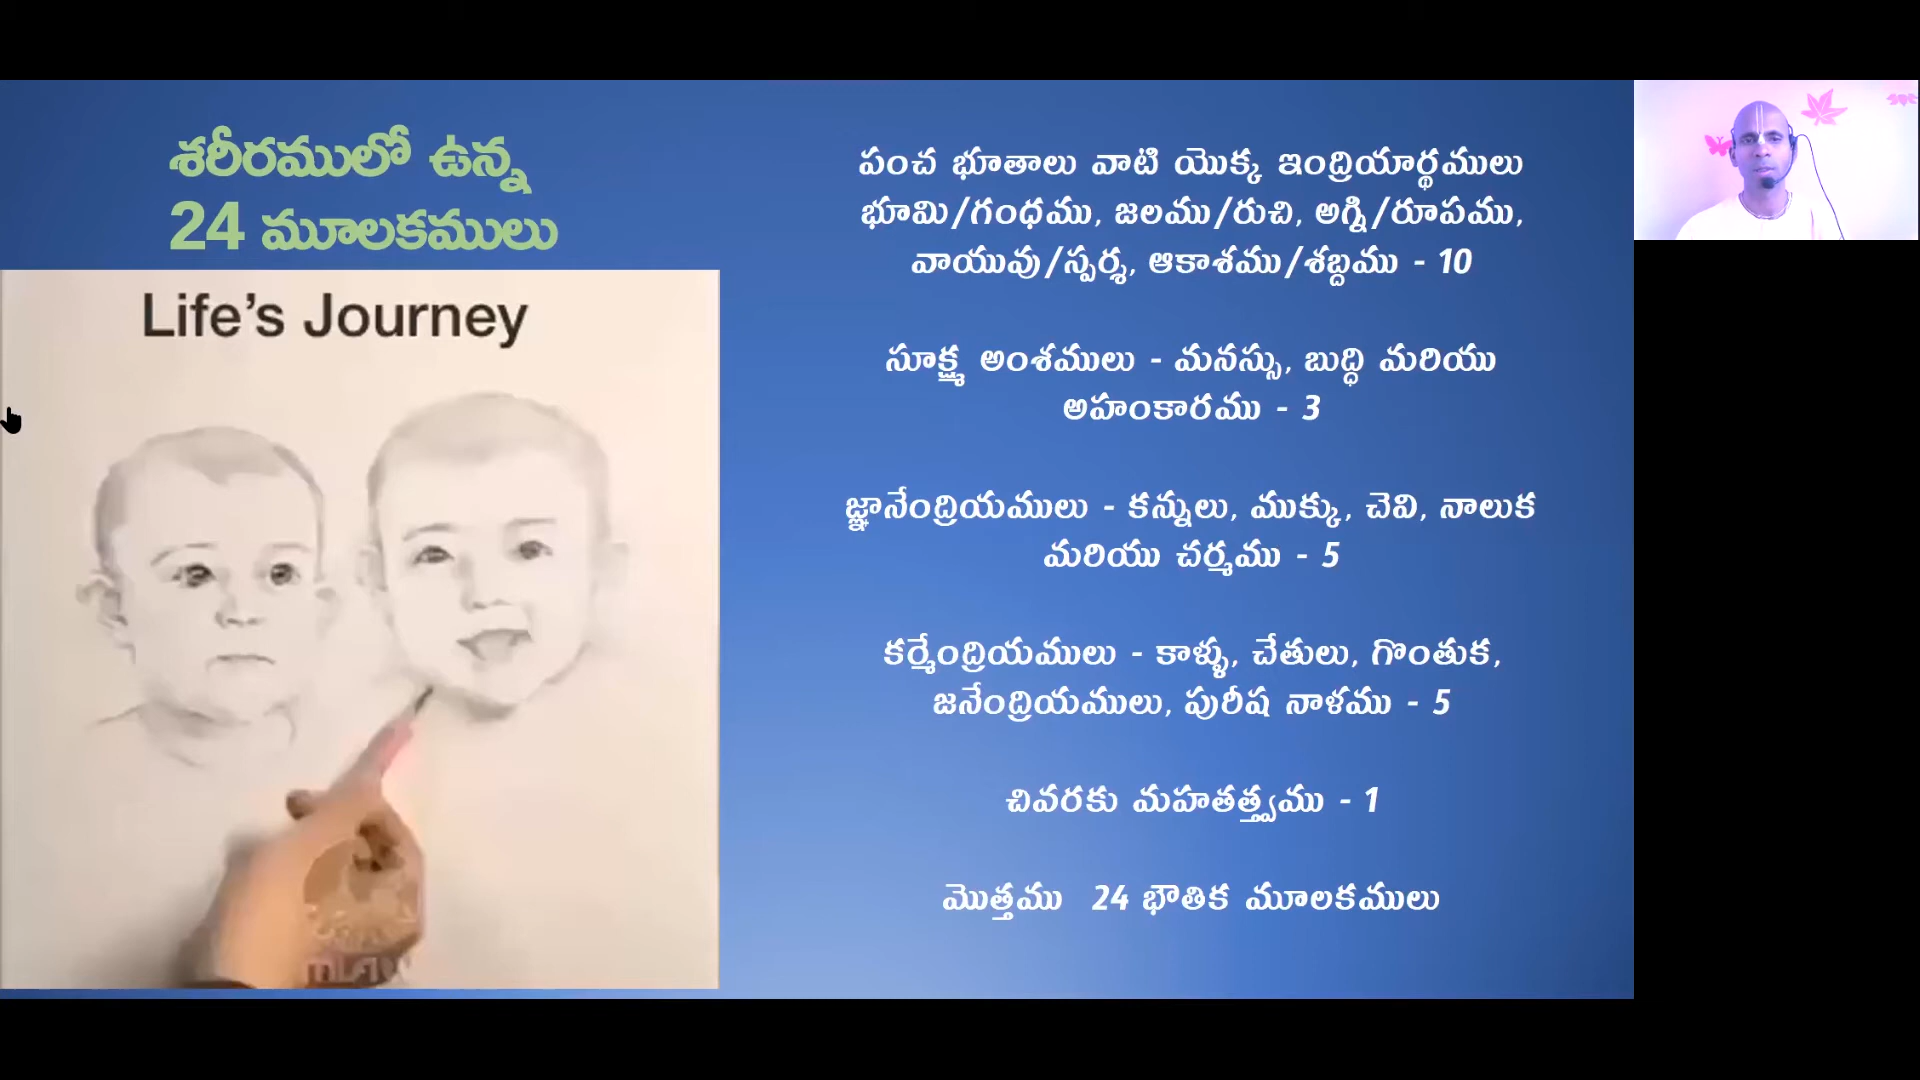 శరీరములో ఉన్న
24 మూలకములు
Life's Journey
పంచ భూతాలు వాటి యొక్క ఇంద్రియార్థములు
భూమి/గంధము, జలము/రుచి, అగ్ని/రూపము,
వాయువు/స్పర్శ, ఆకాశము/శబ్దము - 10
సూక్ష్మ అంశములు - మనస్సు, బుద్ధి మరియు
అహంకారము - 3
జ్ఞానేంద్రియములు - కన్నులు, ముక్కు, చెవి, నాలుక
మరియు చర్మము - 5
కర్మేంద్రియములు - కాళ్ళు, చేతులు, గొంతుక,
జనేంద్రియములు, పురీష నాళము - 5
చివరకు మహతత్త్వము - 1
మొత్తము 24 భౌతిక మూలకములు